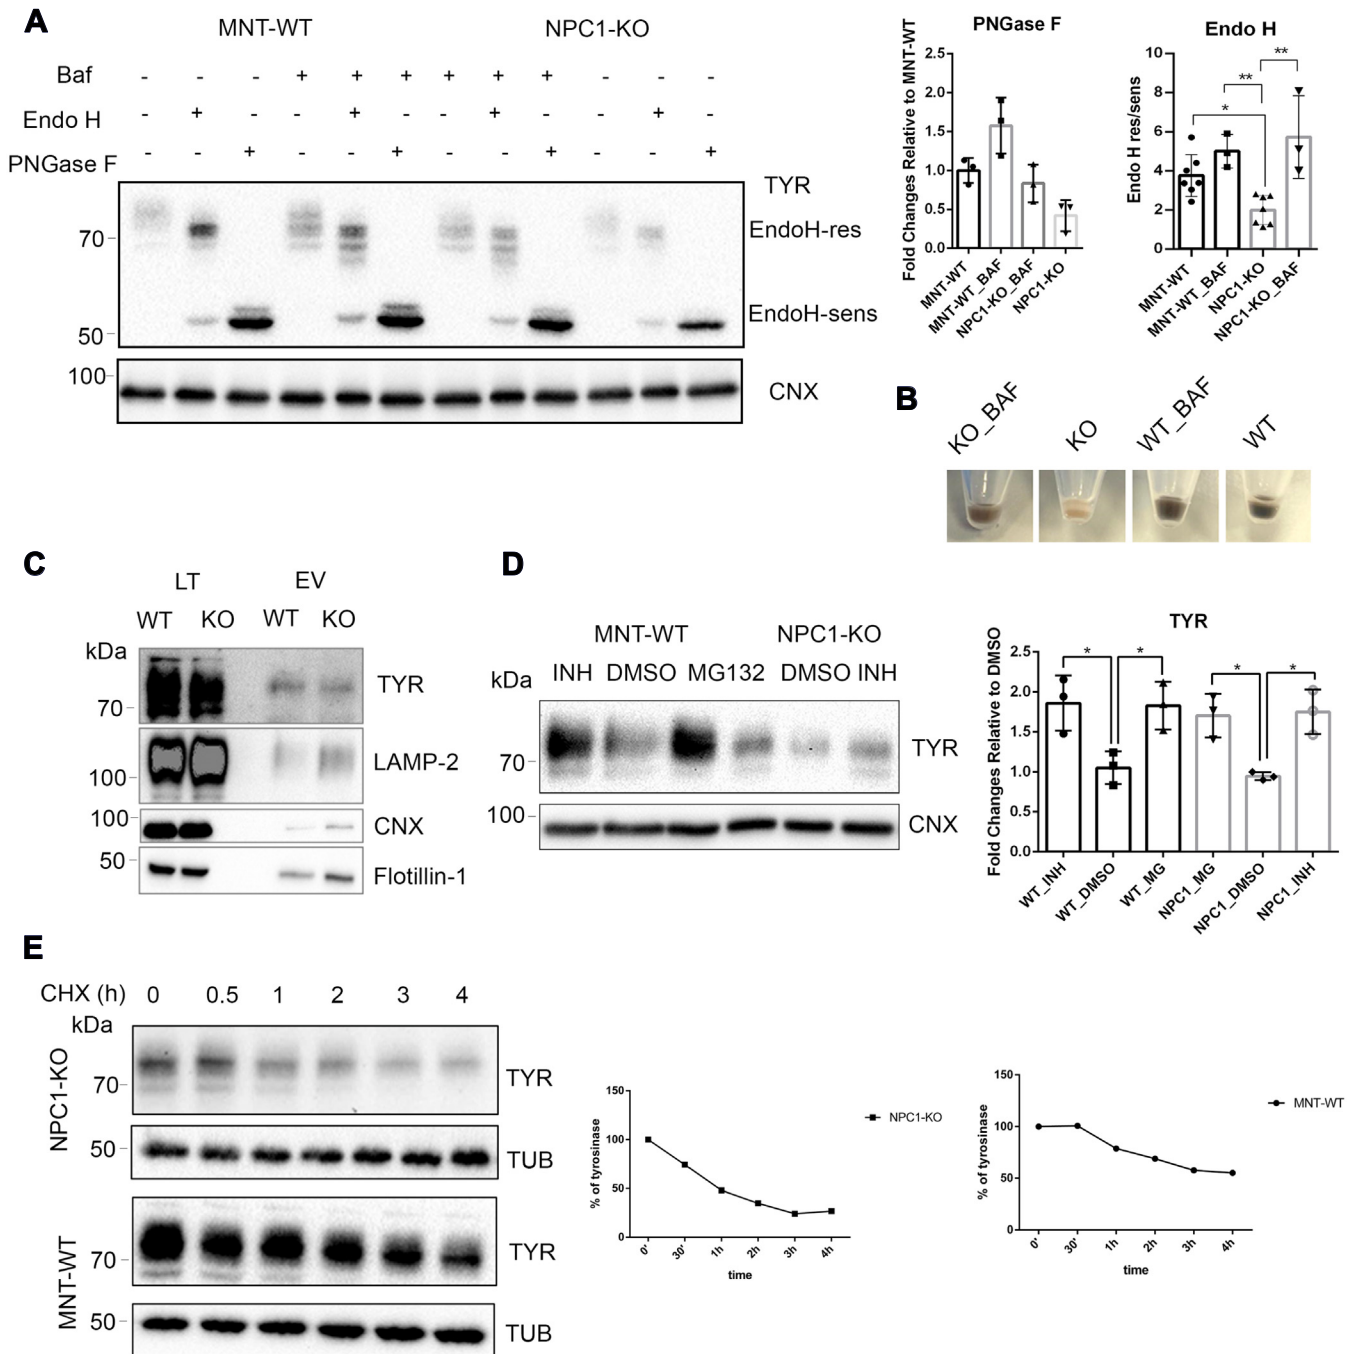 A
MNT-WT NPC1-KO
Baf - - - + + + + + + - - -
Endo H - + - - + - - + - - + -
PNGase F - - + - - + - - + - - +
TYR
70
EndoH-res
EndoH-sens
50
100
CNX
PNGase F
Fold Changes Relative to MNT-WT
2.5
2.0
1.5
1.0
0.5
0.0
MNT-WT
MNT-WT_BAF
NPC1-KO_BAF
NPC1-KO
Endo H
Endo H res/sens
10
8
6
4
2
0
* ** **
MNT-WT
MNT-WT_BAF
NPC1-KO
NPC1-KO_BAF
B
KO_BAF KO WT_BAF WT
C
LT EV
WT KO WT KO
kDa
TYR
70
LAMP-2
100
100
CNX
50
Flotillin-1
D
MNT-WT NPC1-KO
kDa INH DMSO MG132 DMSO INH
TYR
70
100
CNX
TYR
Fold Changes Relative to DMSO
2.5
2.0
1.5
1.0
0.5
0.0
* * * *
WT_INH
WT_DMSO
WT_MG
NPC1_MG
NPC1_DMSO
NPC1_INH
E
CHX (h) 0 0.5 1 2 3 4
kDa
NPC1-KO
70
TYR
50
TUB
MNT-WT
70
TYR
50
TUB
% of tyrosinase
150
100
50
0
0' 30' 1h 2h 3h 4h
time
NPC1-KO
% of tyrosinase
150
100
50
0
0' 30' 1h 2h 3h 4h
time
MNT-WT